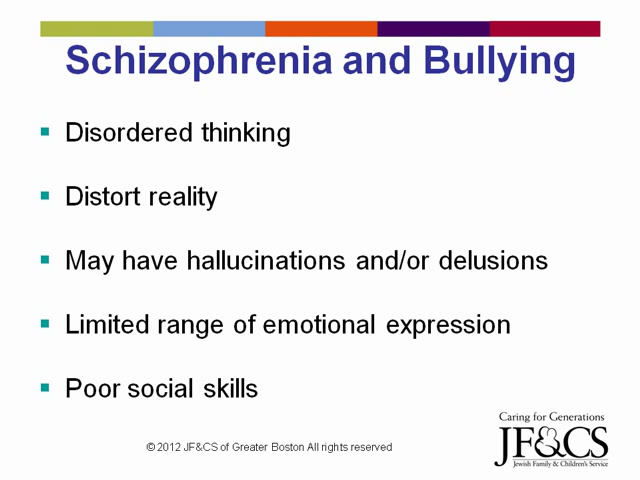 Schizophrenia and Bullying
Disordered thinking
Distort reality
May have hallucinations and/or delusions
Limited range of emotional expression
Poor social skills
© 2012 JF&CS of Greater Boston All rights reserved
Caring for Generations
JF&CS
Jewish Family & Children's Service